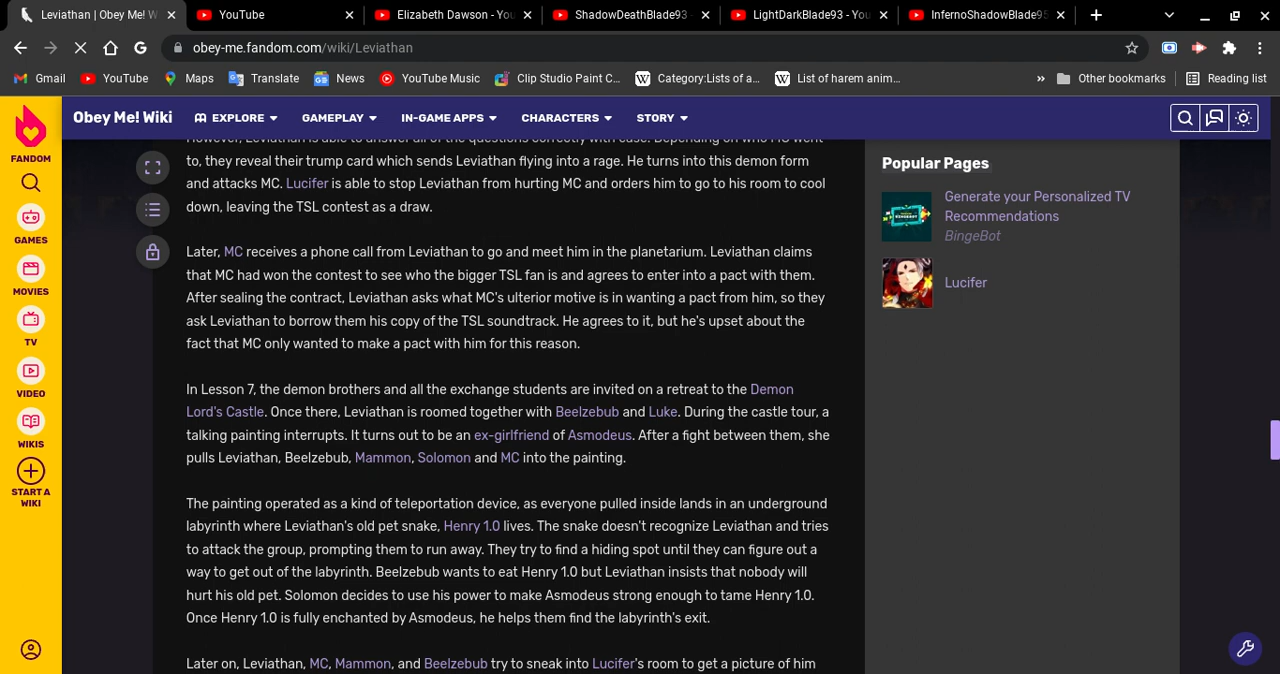 Leviathan | Obey Me! W
YouTube
Elizabeth Dawson - You
ShadowDeathBlade93 -
LightDarkBlade93 - You
InfernoShadowBlade95
obey-me.fandom.com/wiki/Leviathan
Gmail
YouTube
Maps
Translate
News
YouTube Music
Clip Studio Paint C...
Category:Lists of a...
List of harem anim...
»
Other bookmarks
Reading list
FANDOM
GAMES
MOVIES
TV
VIDEO
WIKIS
START A
WIKI
Obey Me! Wiki
EXPLORE
GAMEPLAY
IN-GAME APPS
CHARACTERS
STORY
However, Leviathan is able to answer all of the questions correctly with ease. Depending on who MC went
to, they reveal their trump card which sends Leviathan flying into a rage. He turns into this demon form
and attacks MC. Lucifer is able to stop Leviathan from hurting MC and orders him to go to his room to cool
down, leaving the TSL contest as a draw.
Later, MC receives a phone call from Leviathan to go and meet him in the planetarium. Leviathan claims
that MC had won the contest to see who the bigger TSL fan is and agrees to enter into a pact with them.
After sealing the contract, Leviathan asks what MC's ulterior motive is in wanting a pact from him, so they
ask Leviathan to borrow them his copy of the TSL soundtrack. He agrees to it, but he's upset about the
fact that MC only wanted to make a pact with him for this reason.
In Lesson 7, the demon brothers and all the exchange students are invited on a retreat to the Demon
Lord's Castle. Once there, Leviathan is roomed together with Beelzebub and Luke. During the castle tour, a
talking painting interrupts. It turns out to be an ex-girlfriend of Asmodeus. After a fight between them, she
pulls Leviathan, Beelzebub, Mammon, Solomon and MC into the painting.
The painting operated as a kind of teleportation device, as everyone pulled inside lands in an underground
labyrinth where Leviathan's old pet snake, Henry 1.0 lives. The snake doesn't recognize Leviathan and tries
to attack the group, prompting them to run away. They try to find a hiding spot until they can figure out a
way to get out of the labyrinth. Beelzebub wants to eat Henry 1.0 but Leviathan insists that nobody will
hurt his old pet. Solomon decides to use his power to make Asmodeus strong enough to tame Henry 1.0.
Once Henry 1.0 is fully enchanted by Asmodeus, he helps them find the labyrinth's exit.
Later on, Leviathan, MC, Mammon, and Beelzebub try to sneak into Lucifer's room to get a picture of him
Popular Pages
Generate your Personalized TV
Recommendations
BingeBot
Lucifer